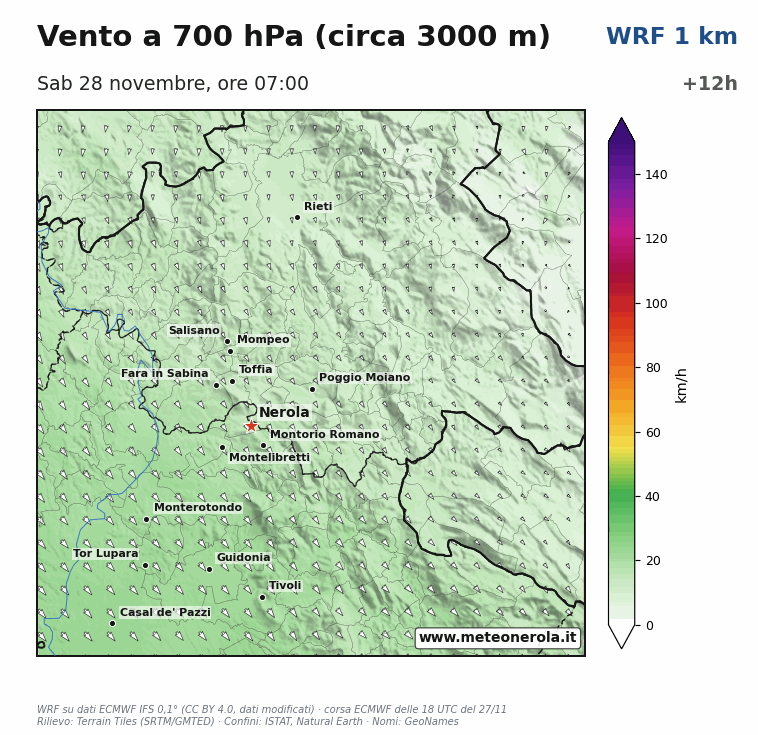 Vento a 700 hPa (circa 3000 m)
WRF 1 km
Sab 28 novembre, ore 07:00
+12h
Rieti
Salisano
Mompeo
Fara in Sabina
Toffia
Poggio Moiano
Nerola
Montorio Romano
Montelibretti
Monterotondo
Tor Lupara
Guidonia
Tivoli
Casal de' Pazzi
www.meteonerola.it
140
120
100
80
60
40
20
0
km/h
WRF su dati ECMWF IFS 0,1° (CC BY 4.0, dati modificati) · corsa ECMWF delle 18 UTC del 27/11
Rilievo: Terrain Tiles (SRTM/GMTED) · Confini: ISTAT, Natural Earth · Nomi: GeoNames